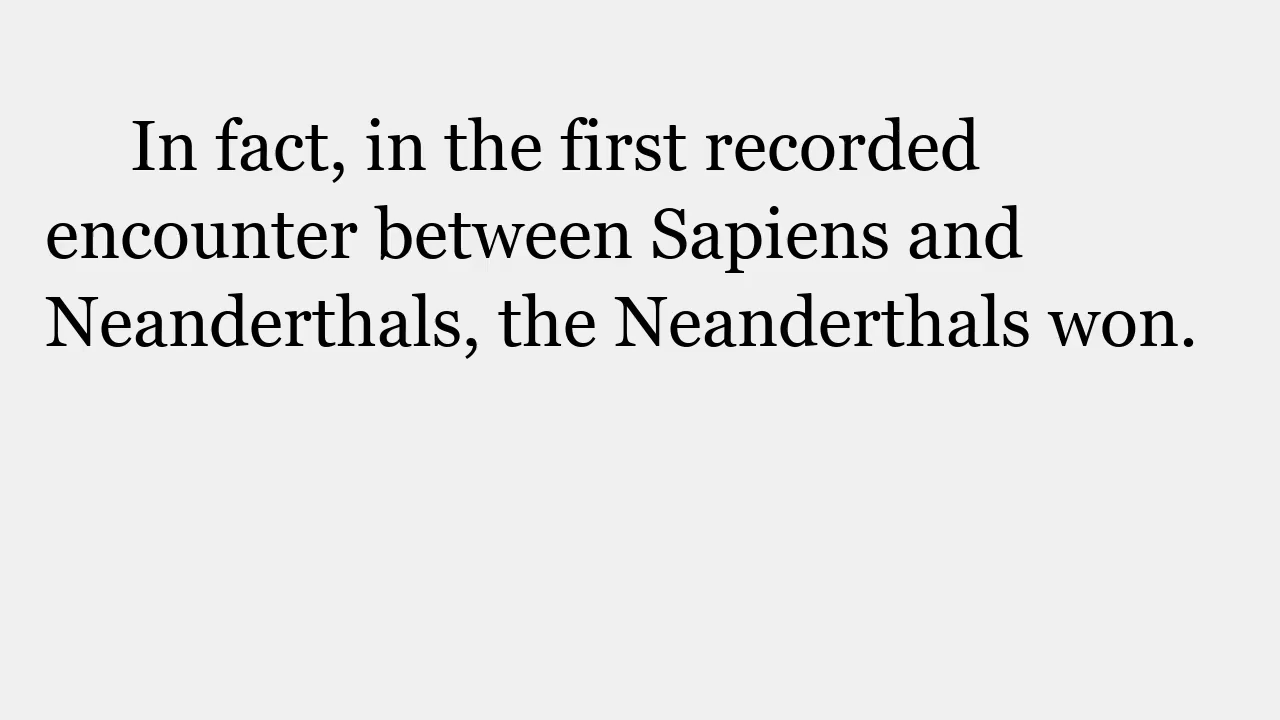 In fact, in the first recorded
encounter between Sapiens and
Neanderthals, the Neanderthals won.